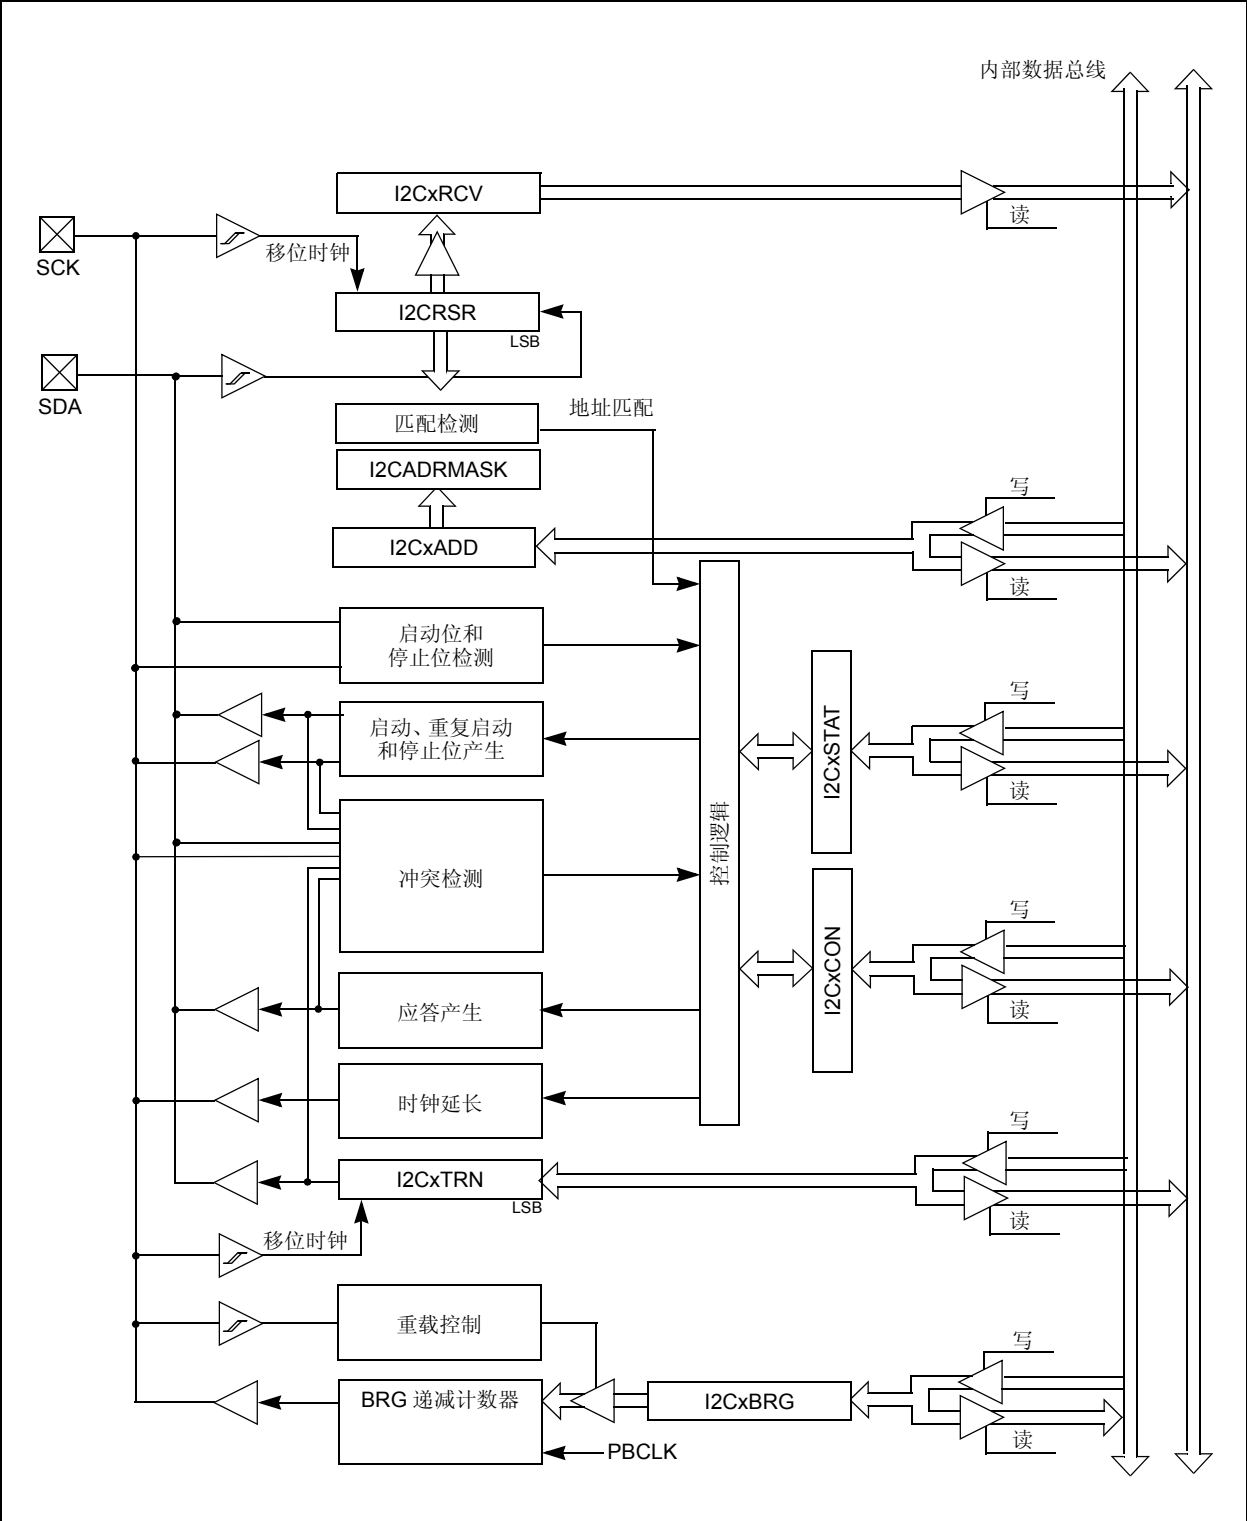 内部数据总线
I2CxRCV
读
SCK
移位时钟
I2CRSR
LSB
SDA
地址匹配
匹配检测
I2CADRMASK
写
I2CxADD
读
启动位和
停止位检测
写
启动、重复启动
和停止位产生
I2CxSTAT
读
控制逻辑
冲突检测
写
I2CxCON
应答产生
读
时钟延长
写
I2CxTRN
LSB
读
移位时钟
重载控制
写
BRG 递减计数器
I2CxBRG
读
PBCLK